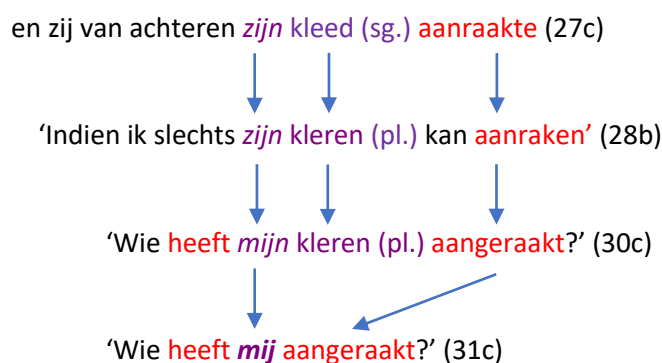 en zij van achteren zijn kleed (sg.) aanraakte (27c)
‘Indien ik slechts zijn kleren (pl.) kan aanraken’ (28b)
‘Wie heeft mijn kleren (pl.) aangeraakt?’ (30c)
‘Wie heeft mij aangeraakt?’ (31c)